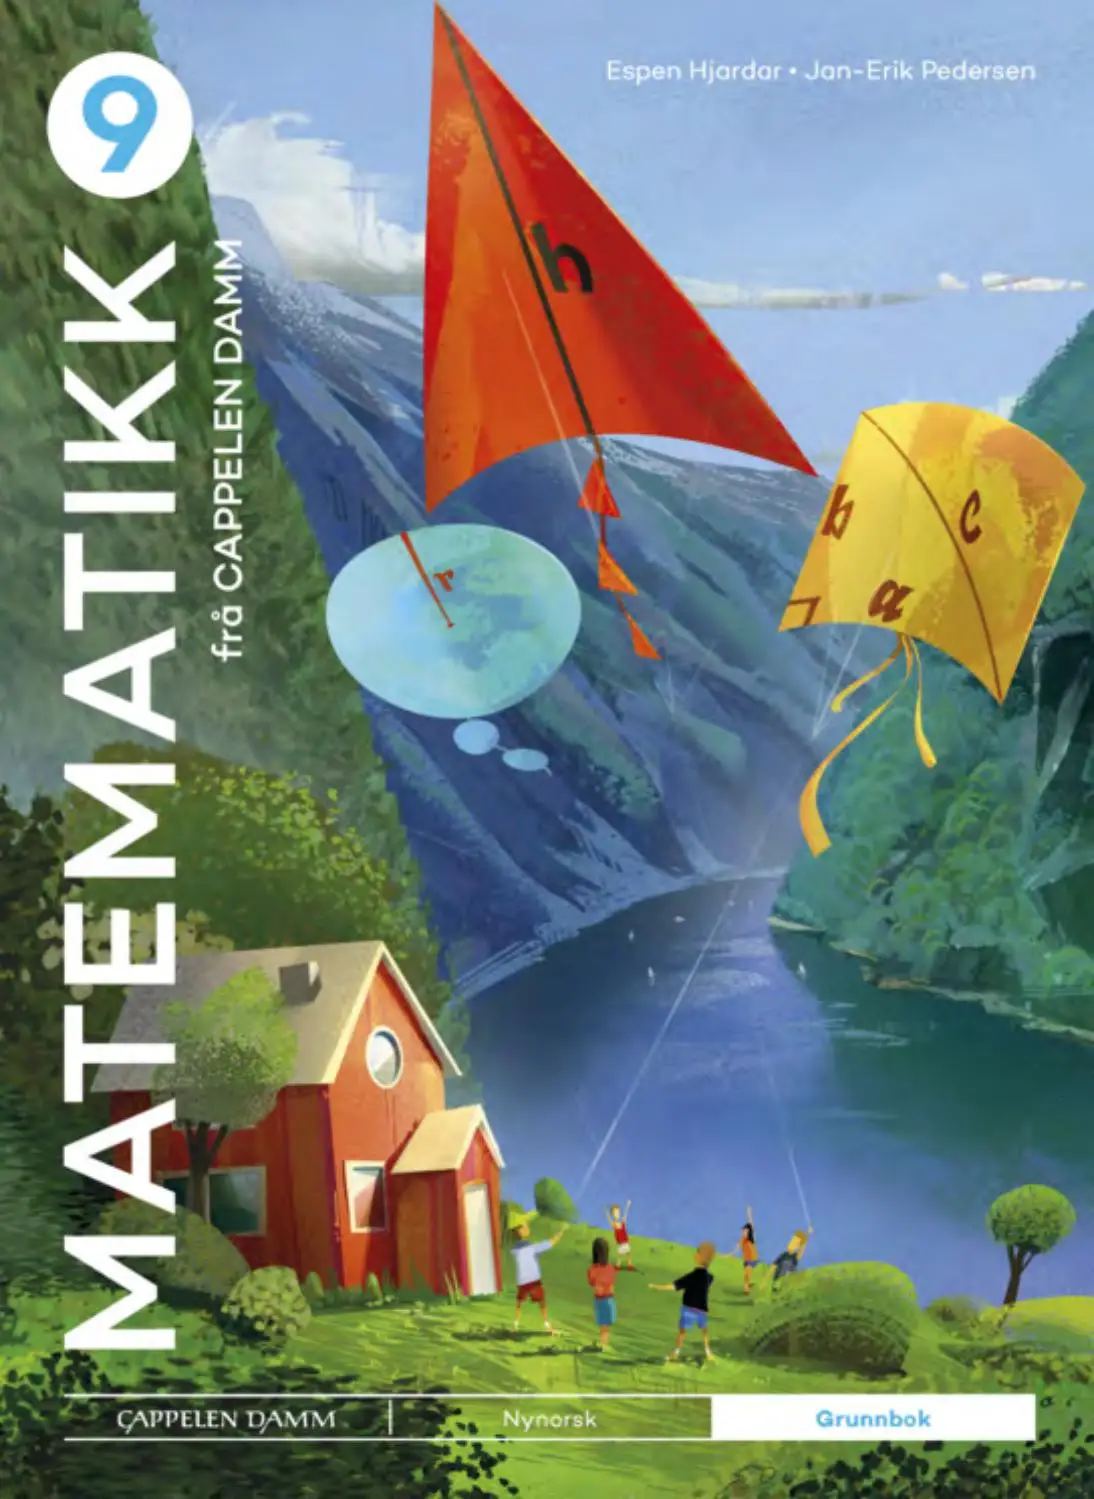 Espen Hjardar • Jan-Erik Pedersen
9
MATEMATIKK
frå CAPPELEN DAMM
h
r
b
c
a
CAPPELEN DAMM
Nynorsk
Grunnbok